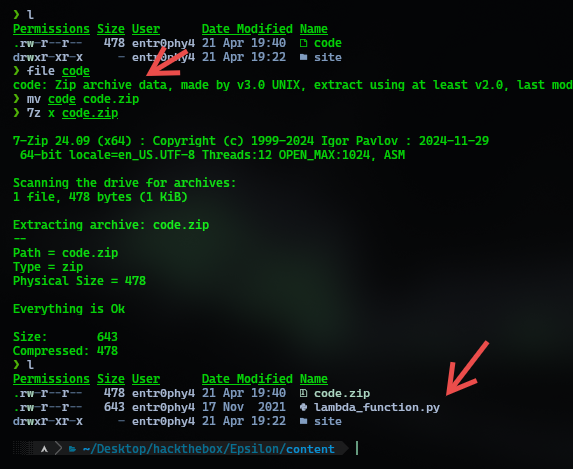 ❯ l
Permissions Size User Date Modified Name
.rw-r--r-- 478 entr0phy4 21 Apr 19:40 code
drwxr-xr-x - entr0phy4 21 Apr 19:22 site
❯ file code
code: Zip archive data, made by v3.0 UNIX, extract using at least v2.0, last mod
❯ mv code code.zip
❯ 7z x code.zip
7-Zip 24.09 (x64) : Copyright (c) 1999-2024 Igor Pavlov : 2024-11-29
64-bit locale=en_US.UTF-8 Threads:12 OPEN_MAX:1024, ASM
Scanning the drive for archives:
1 file, 478 bytes (1 KiB)
Extracting archive: code.zip
--
Path = code.zip
Type = zip
Physical Size = 478
Everything is Ok
Size: 643
Compressed: 478
❯ l
Permissions Size User Date Modified Name
.rw-r--r-- 478 entr0phy4 21 Apr 19:40 code.zip
.rw-r--r-- 643 entr0phy4 17 Nov 2021 lambda_function.py
drwxr-xr-x - entr0phy4 21 Apr 19:22 site
~/Desktop/hackthebox/Epsilon/content